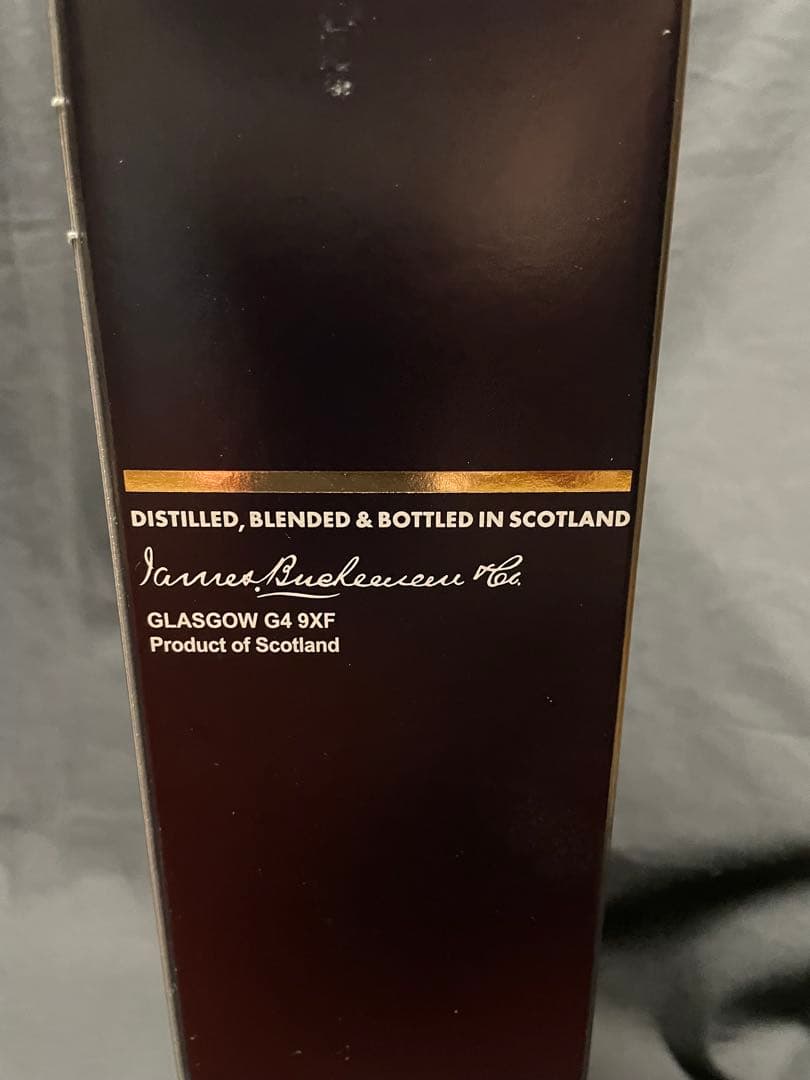 DISTILLED, BLENDED & BOTTLED IN SCOTLAND
James Buchanan & Co.
GLASGOW G4 9XF
Product of Scotland